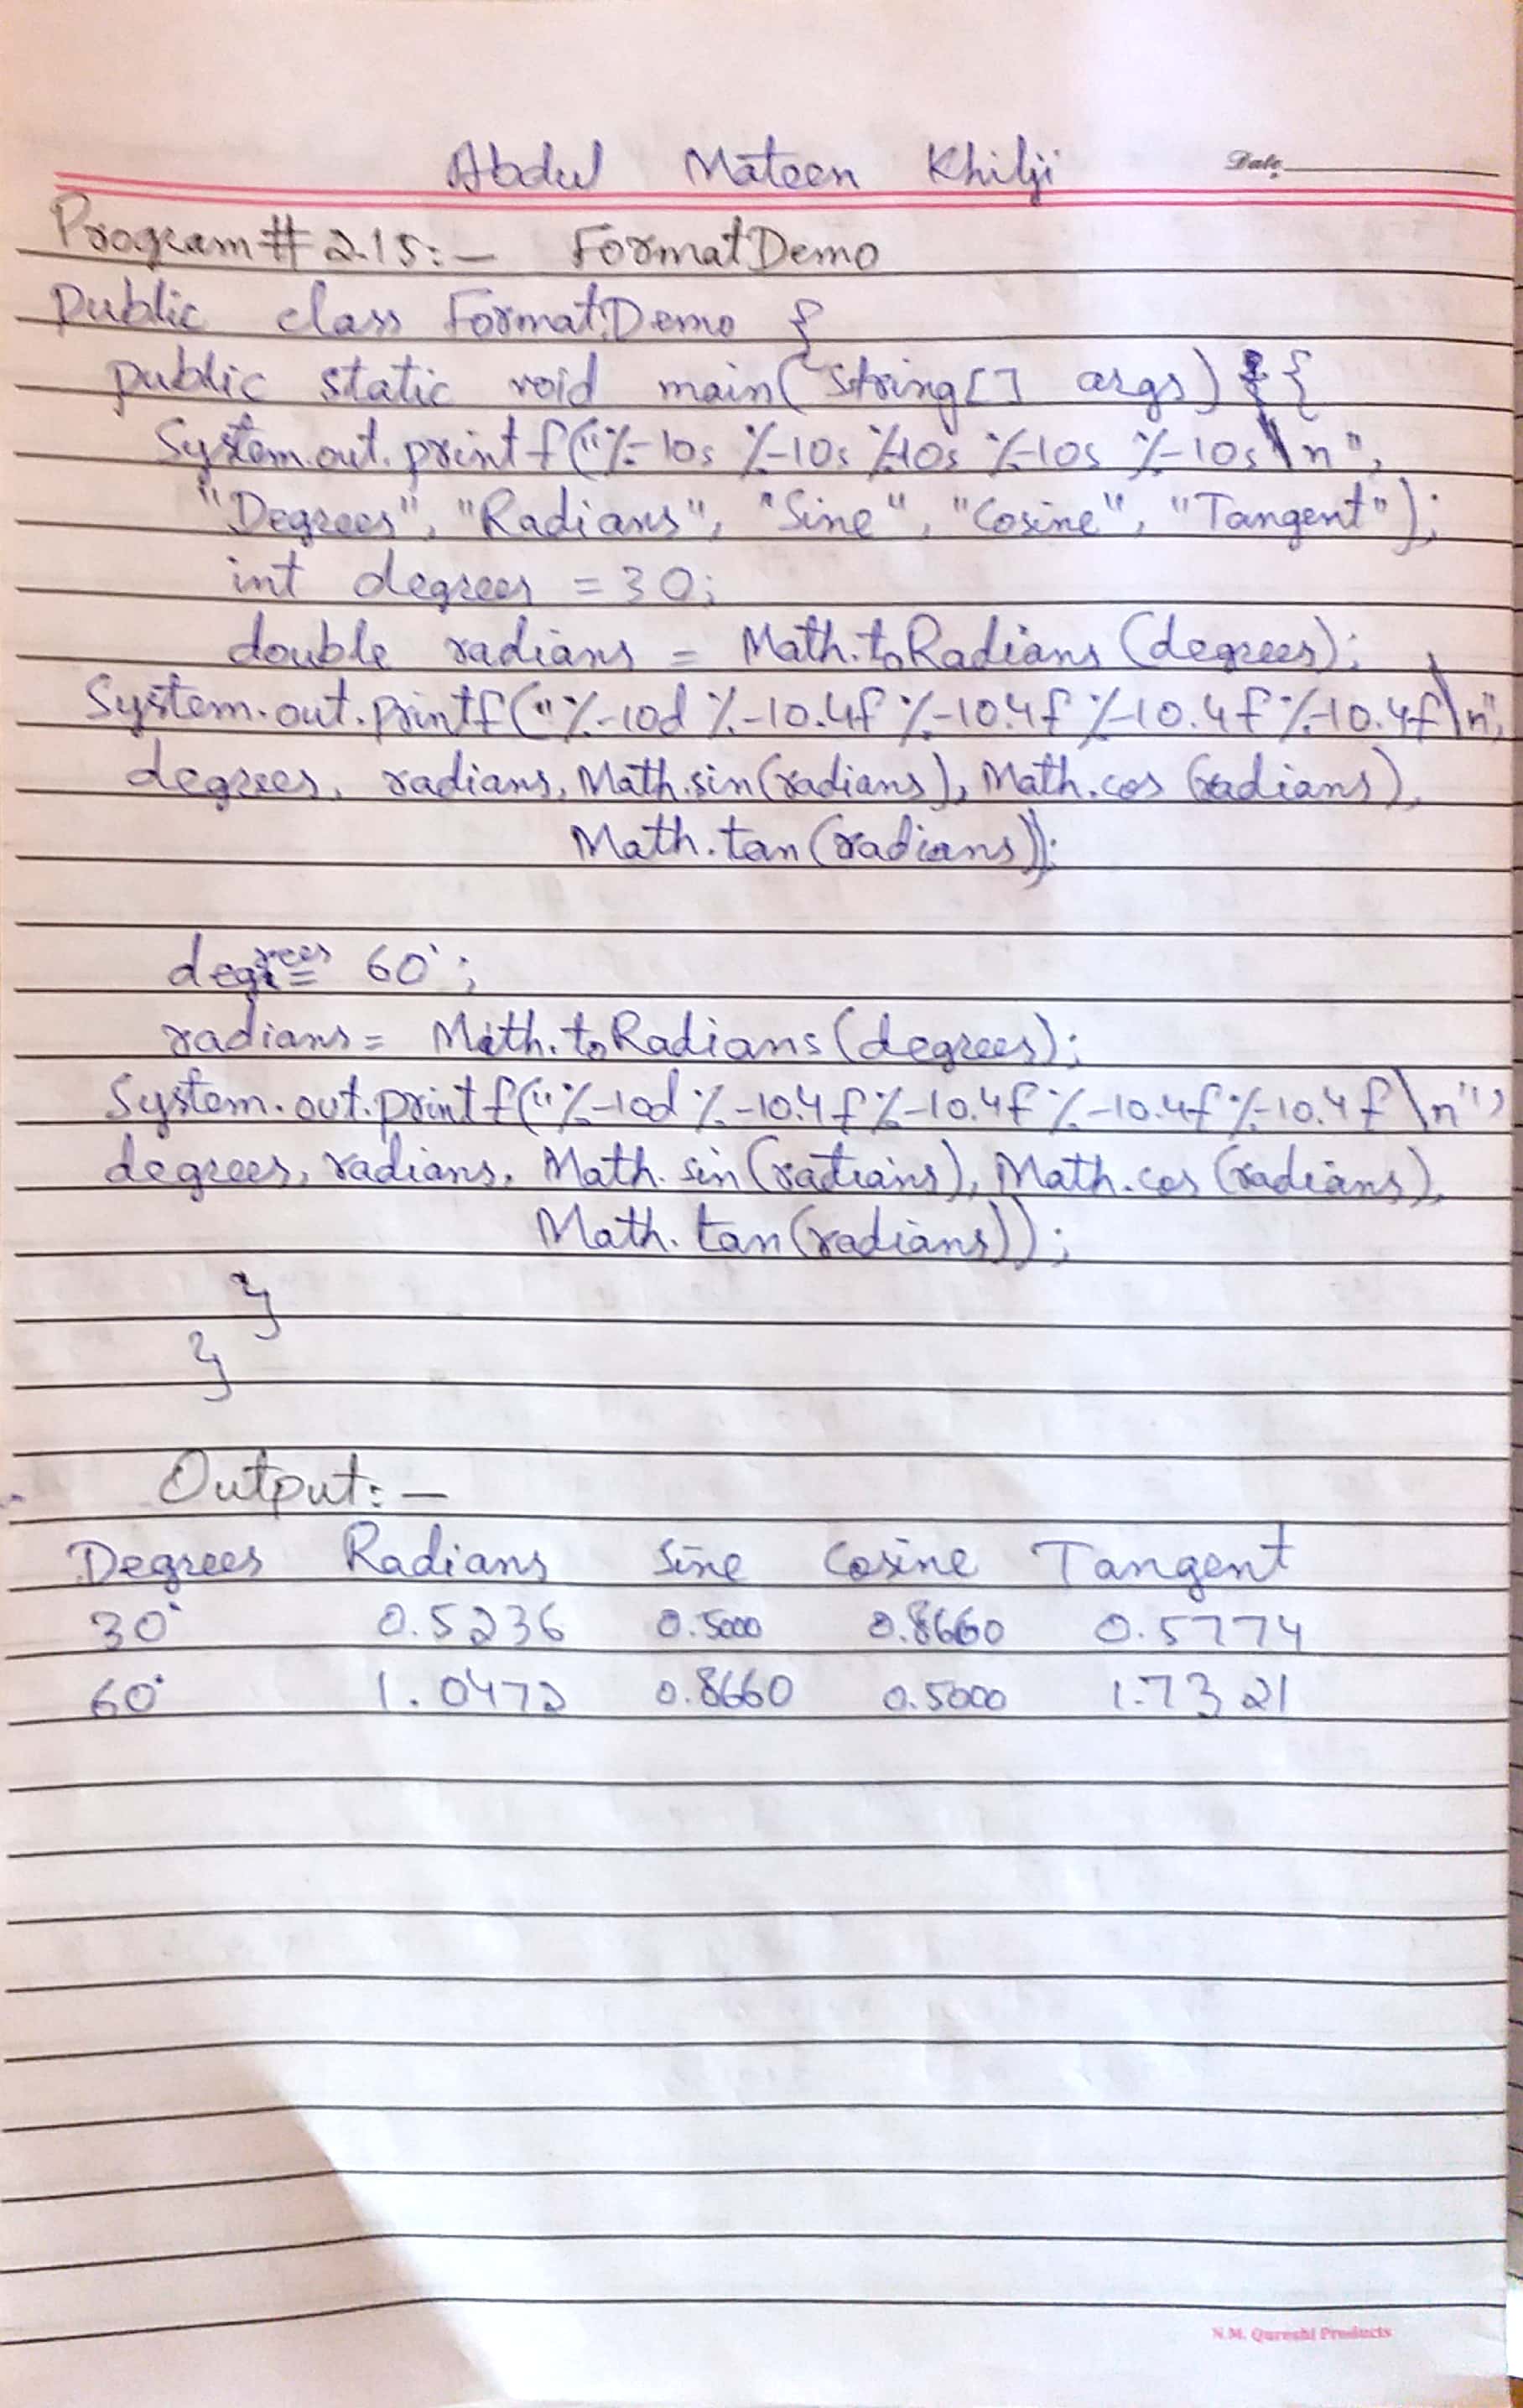 Abdul Mateen Khilji Date
Program # 2.15:- FormatDemo
public class FormatDemo {
public static void main(String[] args) {
System.out.printf("%-10s %-10s %-10s %-10s %-10s\n",
"Degrees", "Radians", "Sine", "Cosine", "Tangent");
int degrees = 30;
double radians = Math.toRadians (degrees);
System.out.printf("%-10d %-10.4f %-10.4f %-10.4f %-10.4f\n",
degrees, radians, Math.sin(radians), Math.cos (radians),
Math.tan (radians));
degrees = 60°;
radians = Math.toRadians (degrees);
System.out.printf("%-10d %-10.4f %-10.4f %-10.4f %-10.4f \n",
degrees, radians, Math.sin (radians), Math.cos (radians),
Math.tan (radians));
}
}
Output:-
Degrees Radians Sine Cosine Tangent
30° 0.5236 0.5000 0.8660 0.5774
60° 1.0472 0.8660 0.5000 1.7321
N.M. Qureshi Products